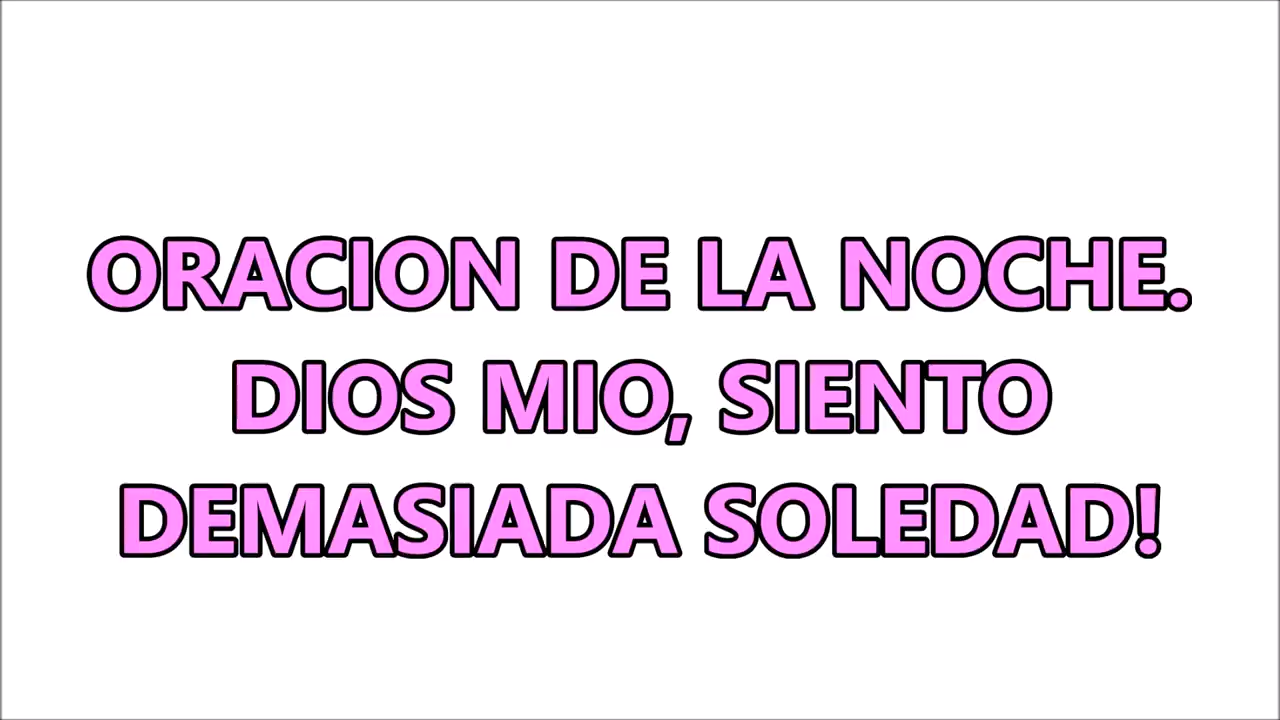 ORACION DE LA NOCHE.
DIOS MIO, SIENTO
DEMASIADA SOLEDAD!